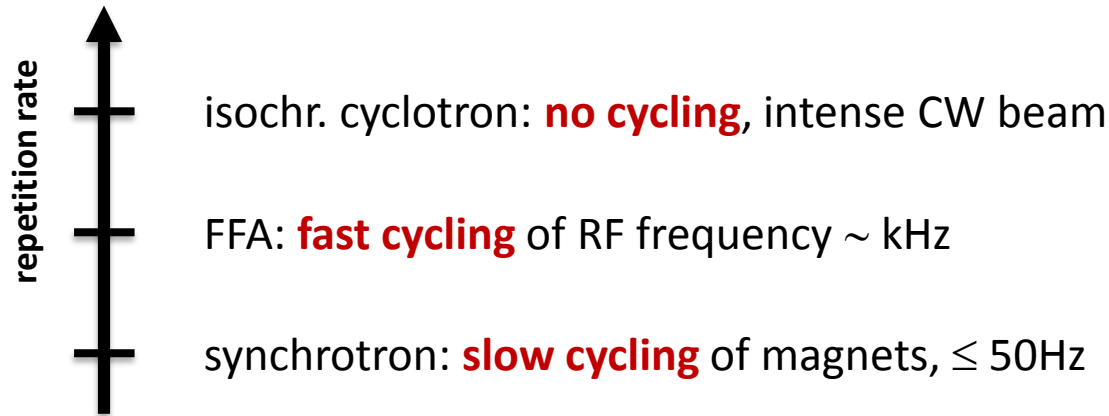 repetition rate
isochr. cyclotron: no cycling, intense CW beam
FFA: fast cycling of RF frequency ~ kHz
synchrotron: slow cycling of magnets, ≤ 50Hz